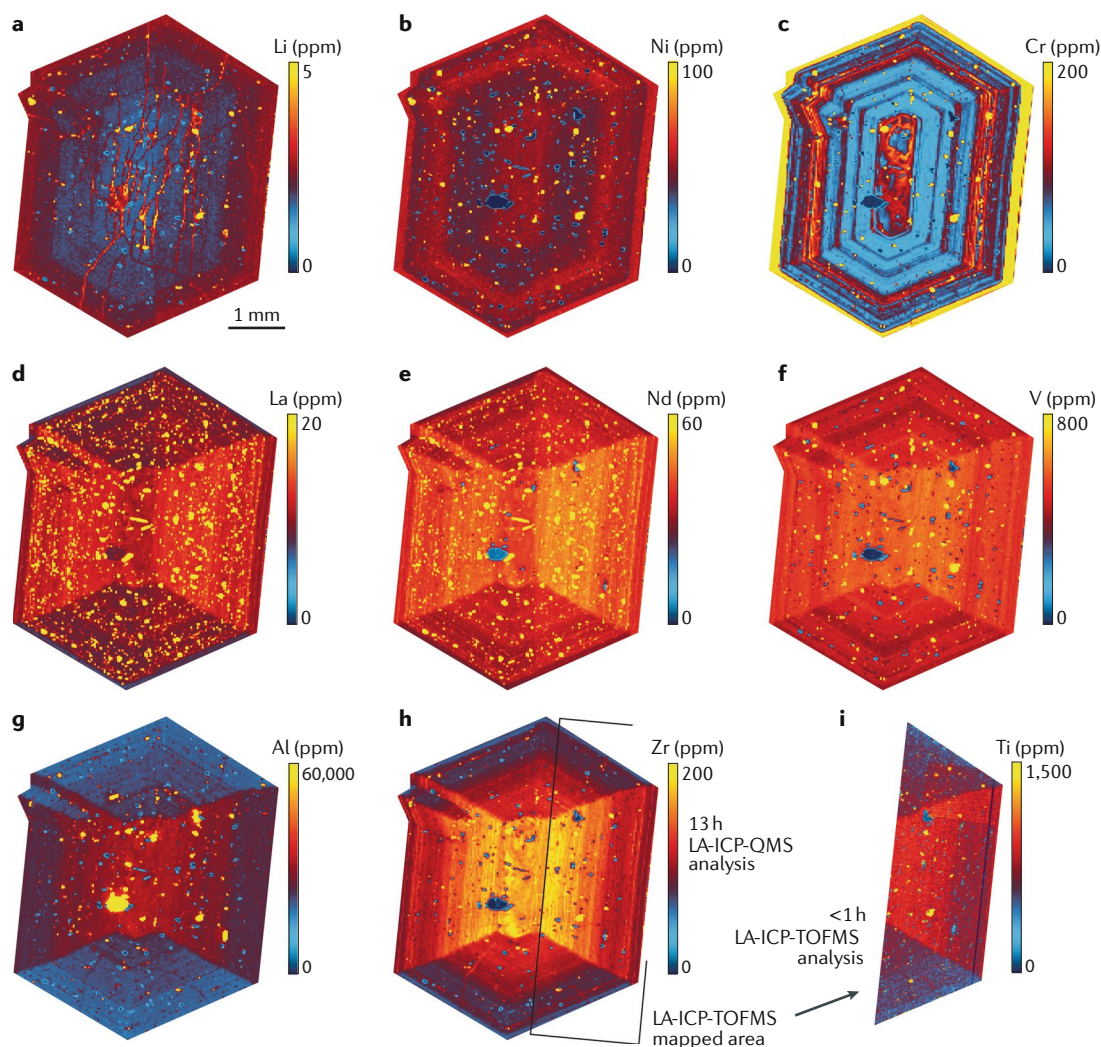 a
Li (ppm)
5
0
1 mm
b
Ni (ppm)
100
0
c
Cr (ppm)
200
0
d
La (ppm)
20
0
e
Nd (ppm)
60
0
f
V (ppm)
800
0
g
Al (ppm)
60,000
0
h
Zr (ppm)
200
0
13 h
LA-ICP-QMS
analysis
LA-ICP-TOFMS
mapped area
i
Ti (ppm)
1,500
0
<1 h
LA-ICP-TOFMS
analysis